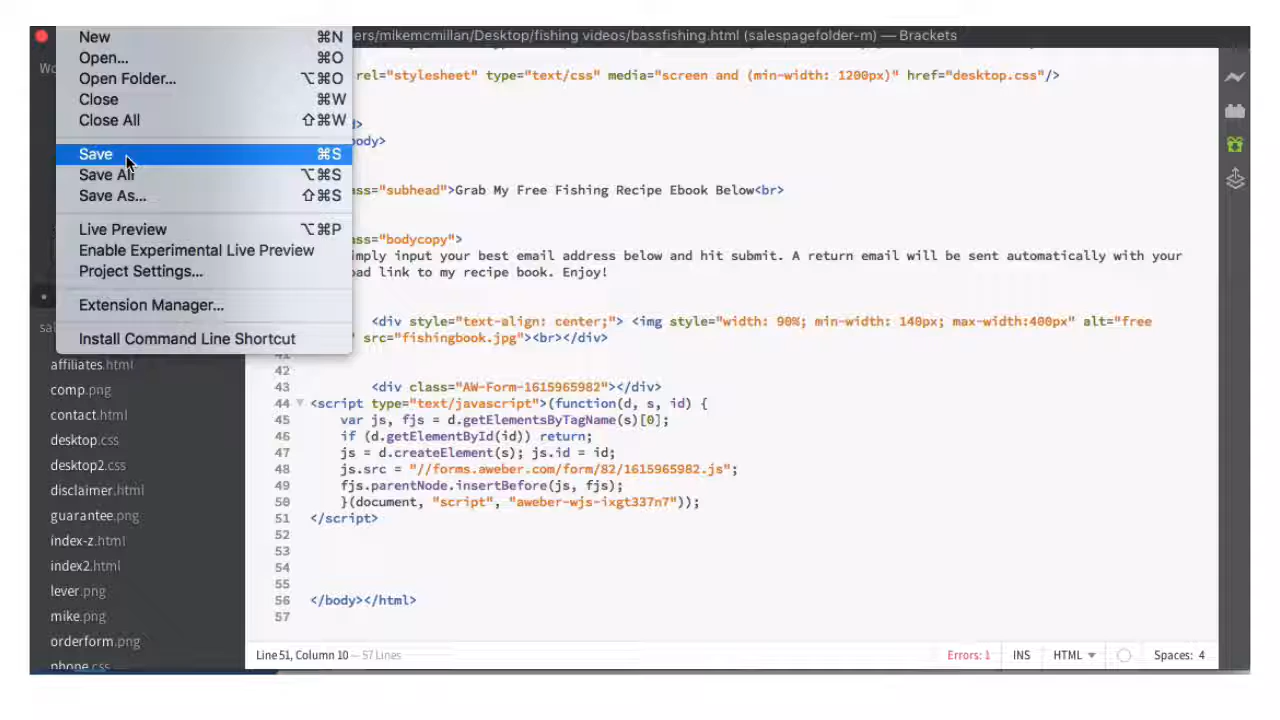 New ⌘N
ers/mikemcmillan/Desktop/fishing videos/bassfishing.html (salespagefolder-m) — Brackets
Open... ⌘O
Open Folder... ⌥⌘O
Close ⌘W
Close All ⇧⌘W
Save ⌘S
Save All ⌥⌘S
Save As... ⇧⌘S
Live Preview ⌥⌘P
Enable Experimental Live Preview
Project Settings...
Extension Manager...
Install Command Line Shortcut
Wo
sa
affiliates.html
comp.png
contact.html
desktop.css
desktop2.css
disclaimer.html
guarantee.png
index-z.html
index2.html
lever.png
mike.png
orderform.png
phone.css
rel="stylesheet" type="text/css" media="screen and (min-width: 1200px)" href="desktop.css"/>
d>
body>
ass="subhead">Grab My Free Fishing Recipe Ebook Below<br>
ass="bodycopy">
imply input your best email address below and hit submit. A return email will be sent automatically with your
oad link to my recipe book. Enjoy!
<div style="text-align: center;"> <img style="width: 90%; min-width: 140px; max-width:400px" alt="free
" src="fishingbook.jpg"><br></div>
41
42
43 <div class="AW-Form-1615965982"></div>
44 <script type="text/javascript">(function(d, s, id) {
45 var js, fjs = d.getElementsByTagName(s)[0];
46 if (d.getElementById(id)) return;
47 js = d.createElement(s); js.id = id;
48 js.src = "//forms.aweber.com/form/82/1615965982.js";
49 fjs.parentNode.insertBefore(js, fjs);
50 }(document, "script", "aweber-wjs-ixgt337n7"));
51 </script>
52
53
54
55
56 </body></html>
57
Line 51, Column 10 — 57 Lines
Errors: 1 INS HTML Spaces: 4